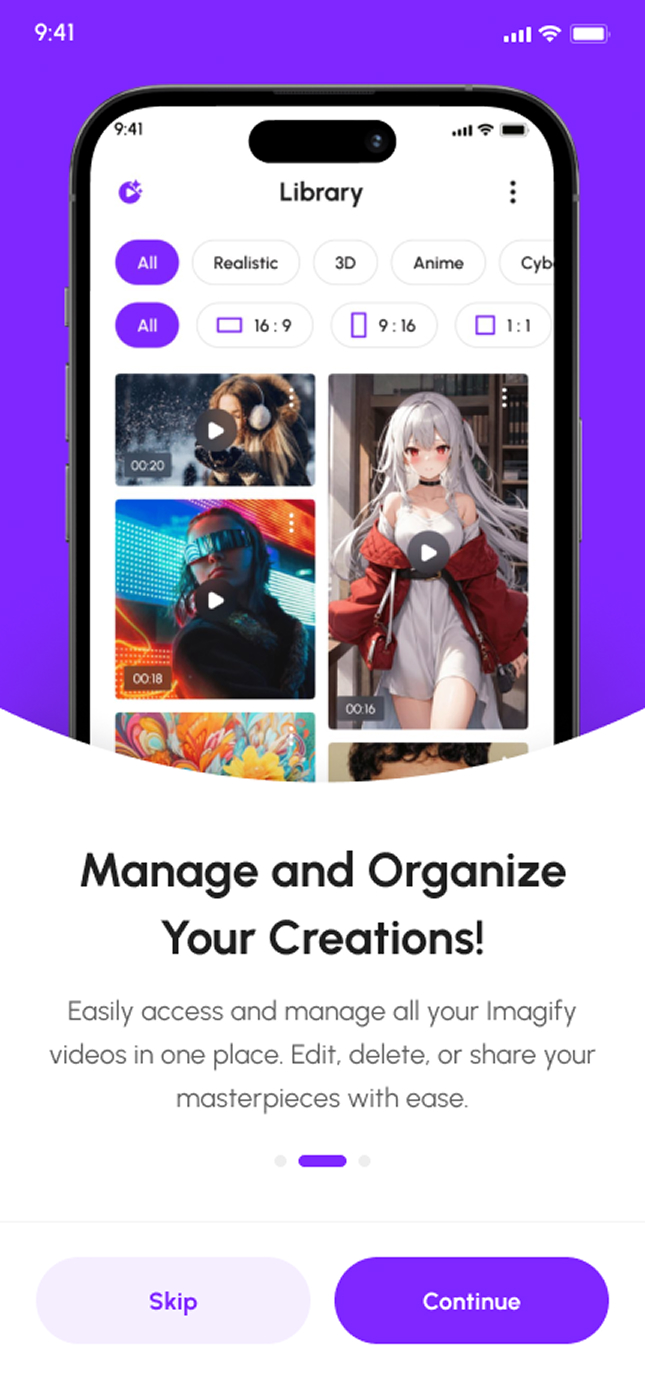 9:41
9:41
Library
All Realistic 3D Anime Cybe
All 16 : 9 9 : 16 1 : 1
00:20
00:18
00:16
Manage and Organize
Your Creations!
Easily access and manage all your Imagify
videos in one place. Edit, delete, or share your
masterpieces with ease.
Skip Continue